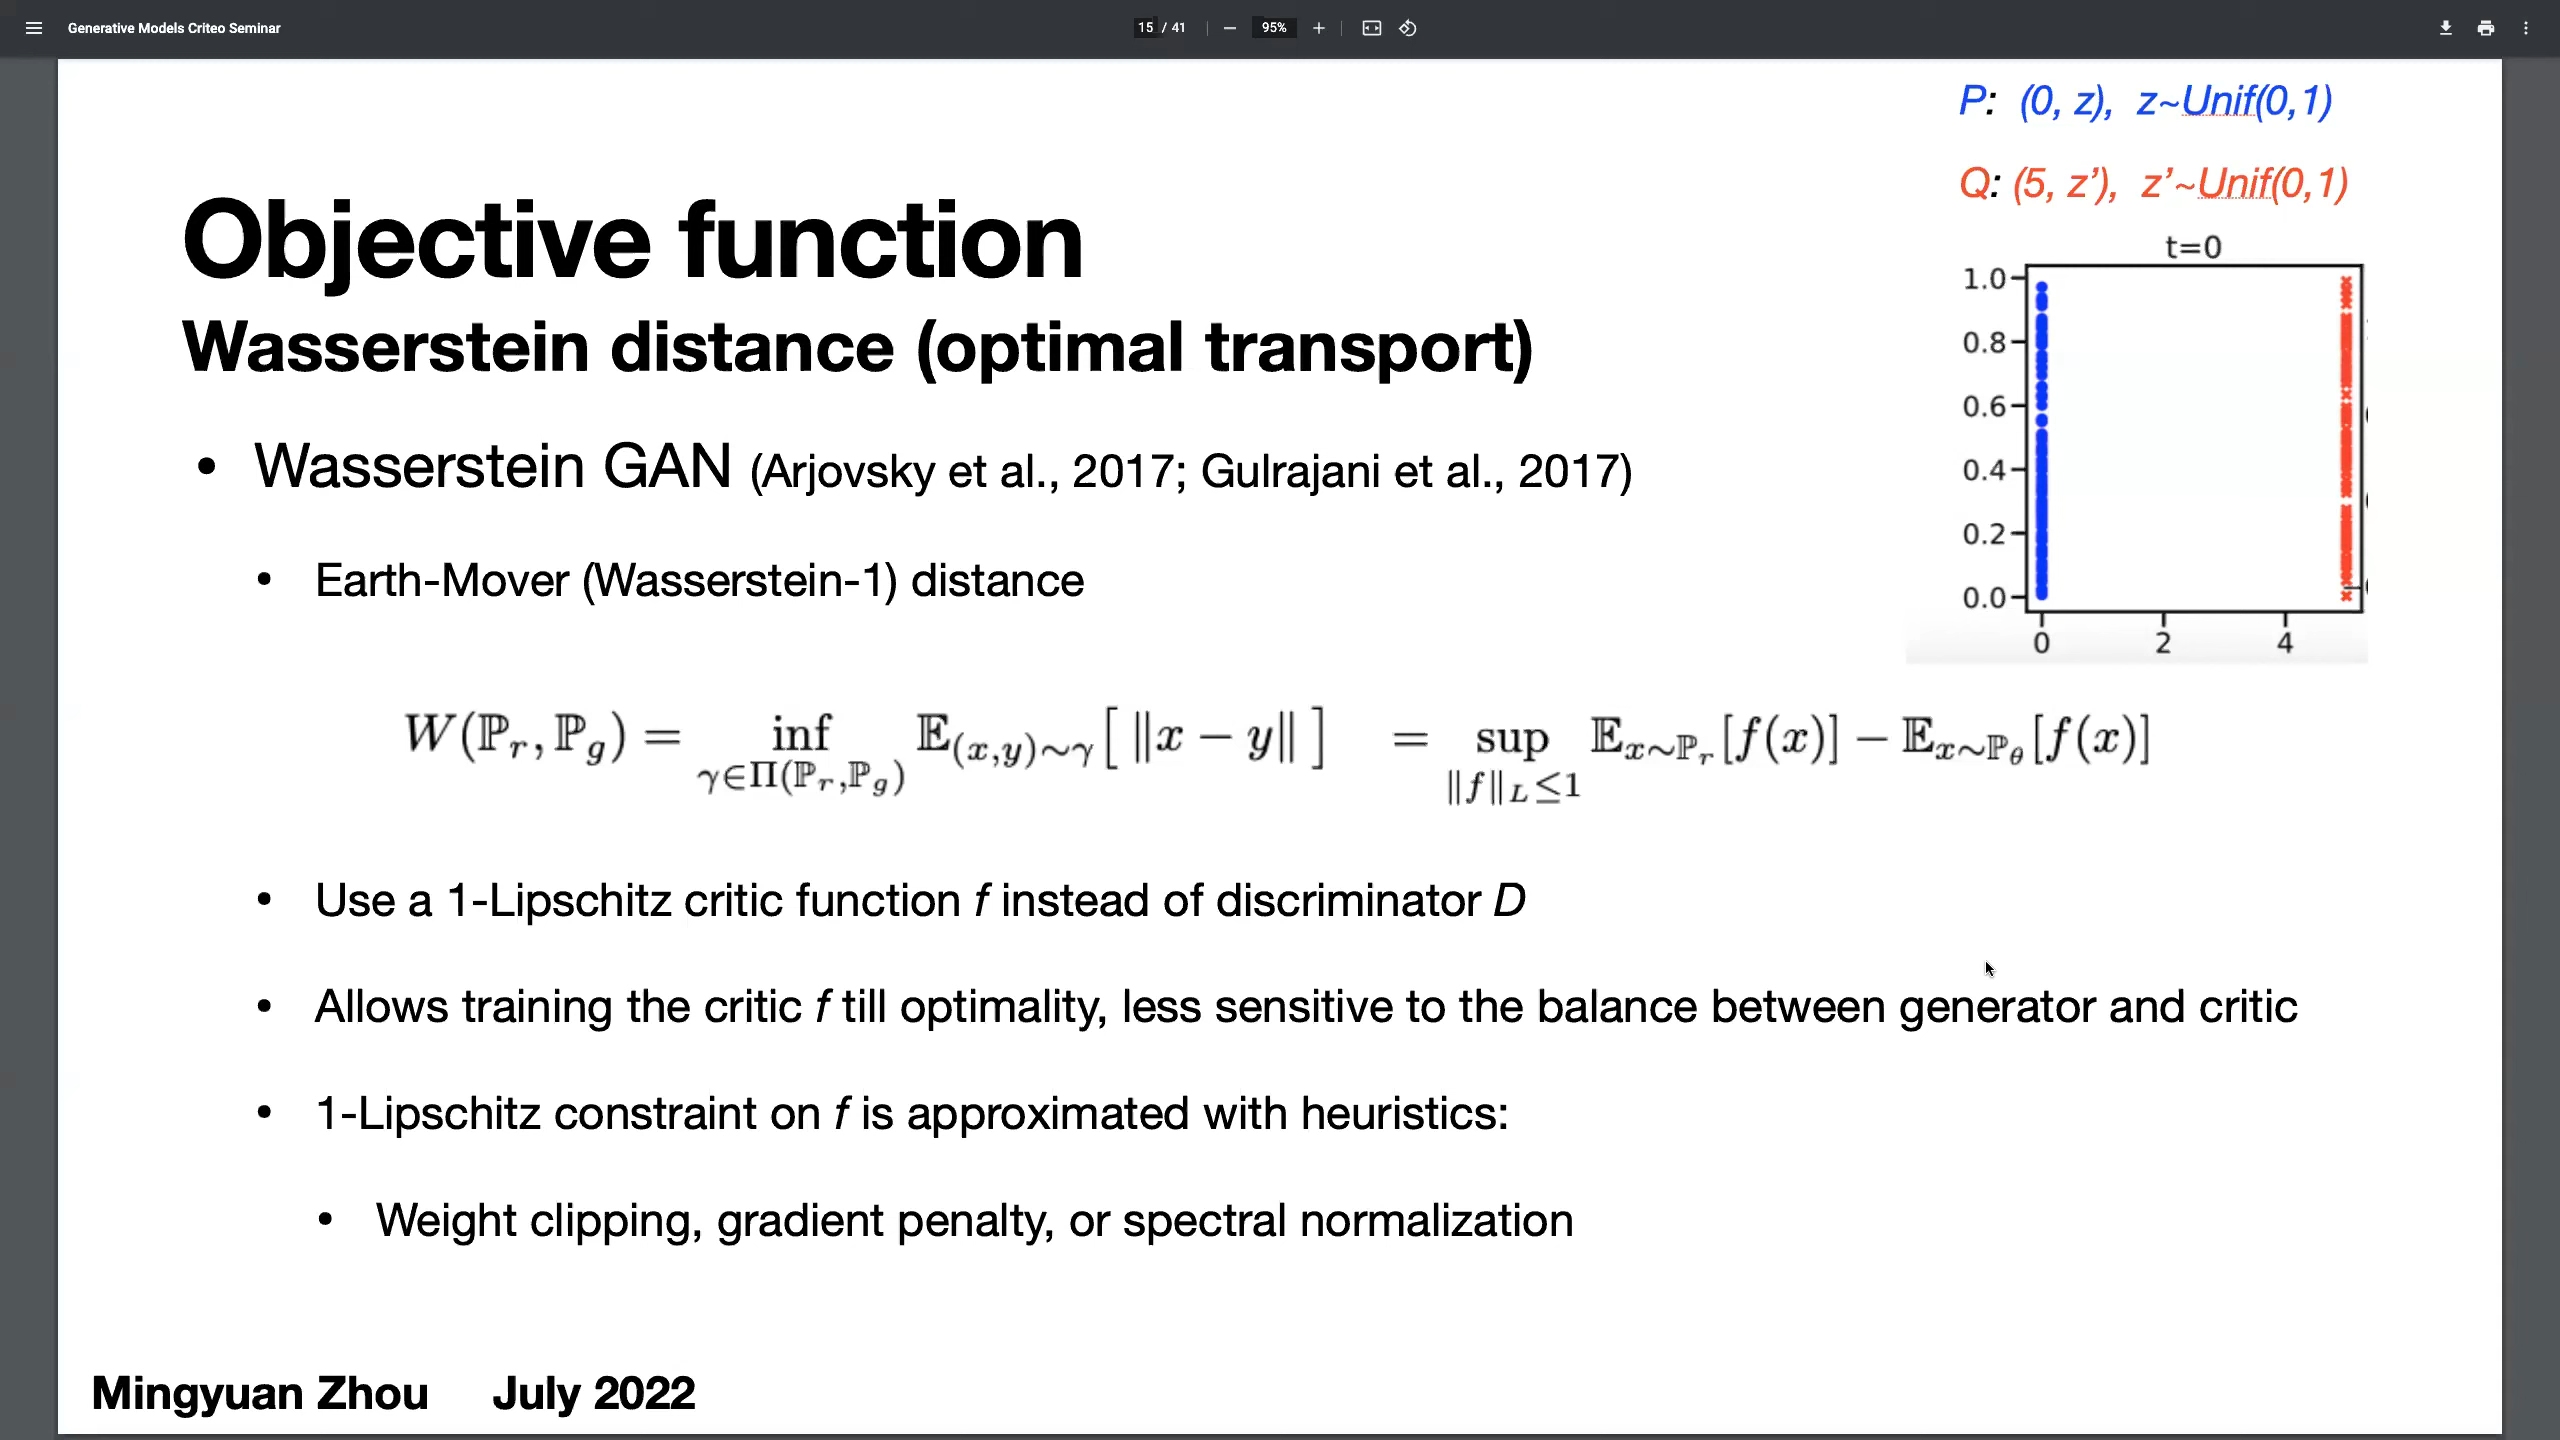 Generative Models Criteo Seminar
15 / 41
95%
P: (0, z), z~Unif(0,1)
Q: (5, z’), z’~Unif(0,1)
Objective function
Wasserstein distance (optimal transport)
t=0
1.0
0.8
0.6
0.4
0.2
0.0
0 2 4
• Wasserstein GAN (Arjovsky et al., 2017; Gulrajani et al., 2017)
• Earth-Mover (Wasserstein-1) distance
W(ℙr, ℙg) = inf γ∈Π(ℙr,ℙg) 𝔼(x,y)∼γ [ ‖x − y‖ ] = sup ‖f‖L≤1 𝔼x∼ℙr[f(x)] − 𝔼x∼ℙθ[f(x)]
• Use a 1-Lipschitz critic function f instead of discriminator D
• Allows training the critic f till optimality, less sensitive to the balance between generator and critic
• 1-Lipschitz constraint on f is approximated with heuristics:
• Weight clipping, gradient penalty, or spectral normalization
Mingyuan Zhou July 2022